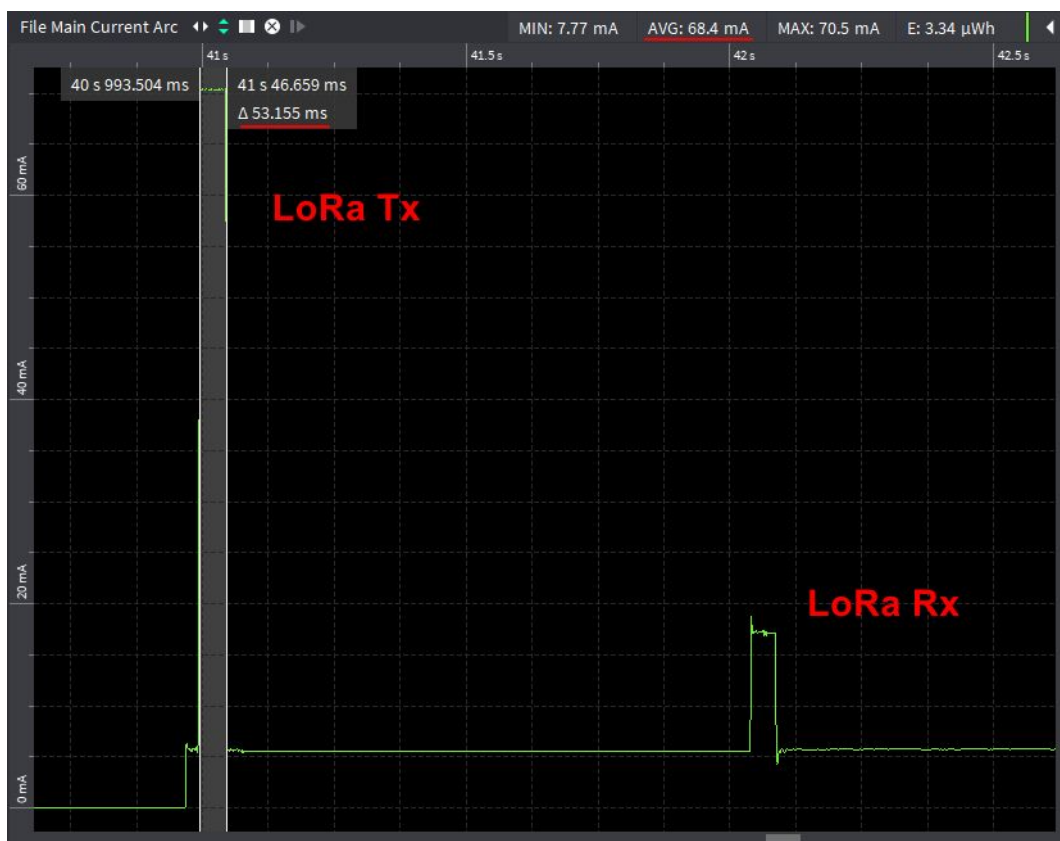 File Main Current Arc
MIN: 7.77 mA AVG: 68.4 mA MAX: 70.5 mA E: 3.34 µWh
41 s 41.5 s 42 s 42.5 s
40 s 993.504 ms
41 s 46.659 ms
Δ 53.155 ms
60 mA
LoRa Tx
40 mA
20 mA
LoRa Rx
0 mA